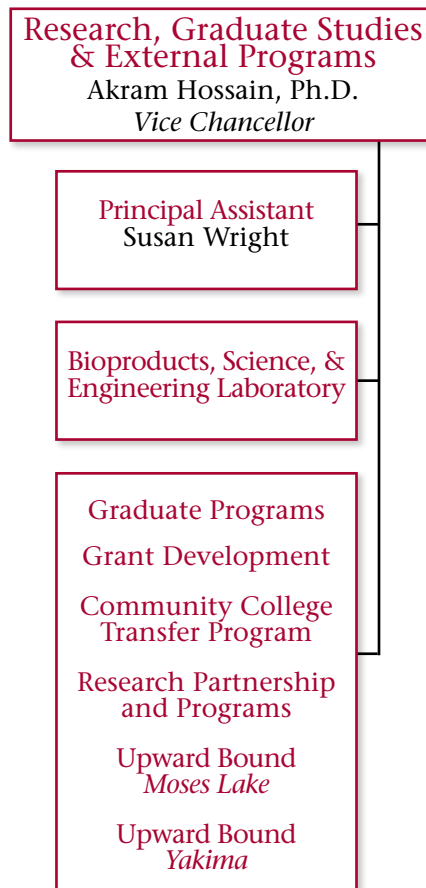 Research, Graduate Studies
& External Programs
Akram Hossain, Ph.D.
Vice Chancellor
Principal Assistant
Susan Wright
Bioproducts, Science, &
Engineering Laboratory
Graduate Programs
Grant Development
Community College
Transfer Program
Research Partnership
and Programs
Upward Bound
Moses Lake
Upward Bound
Yakima